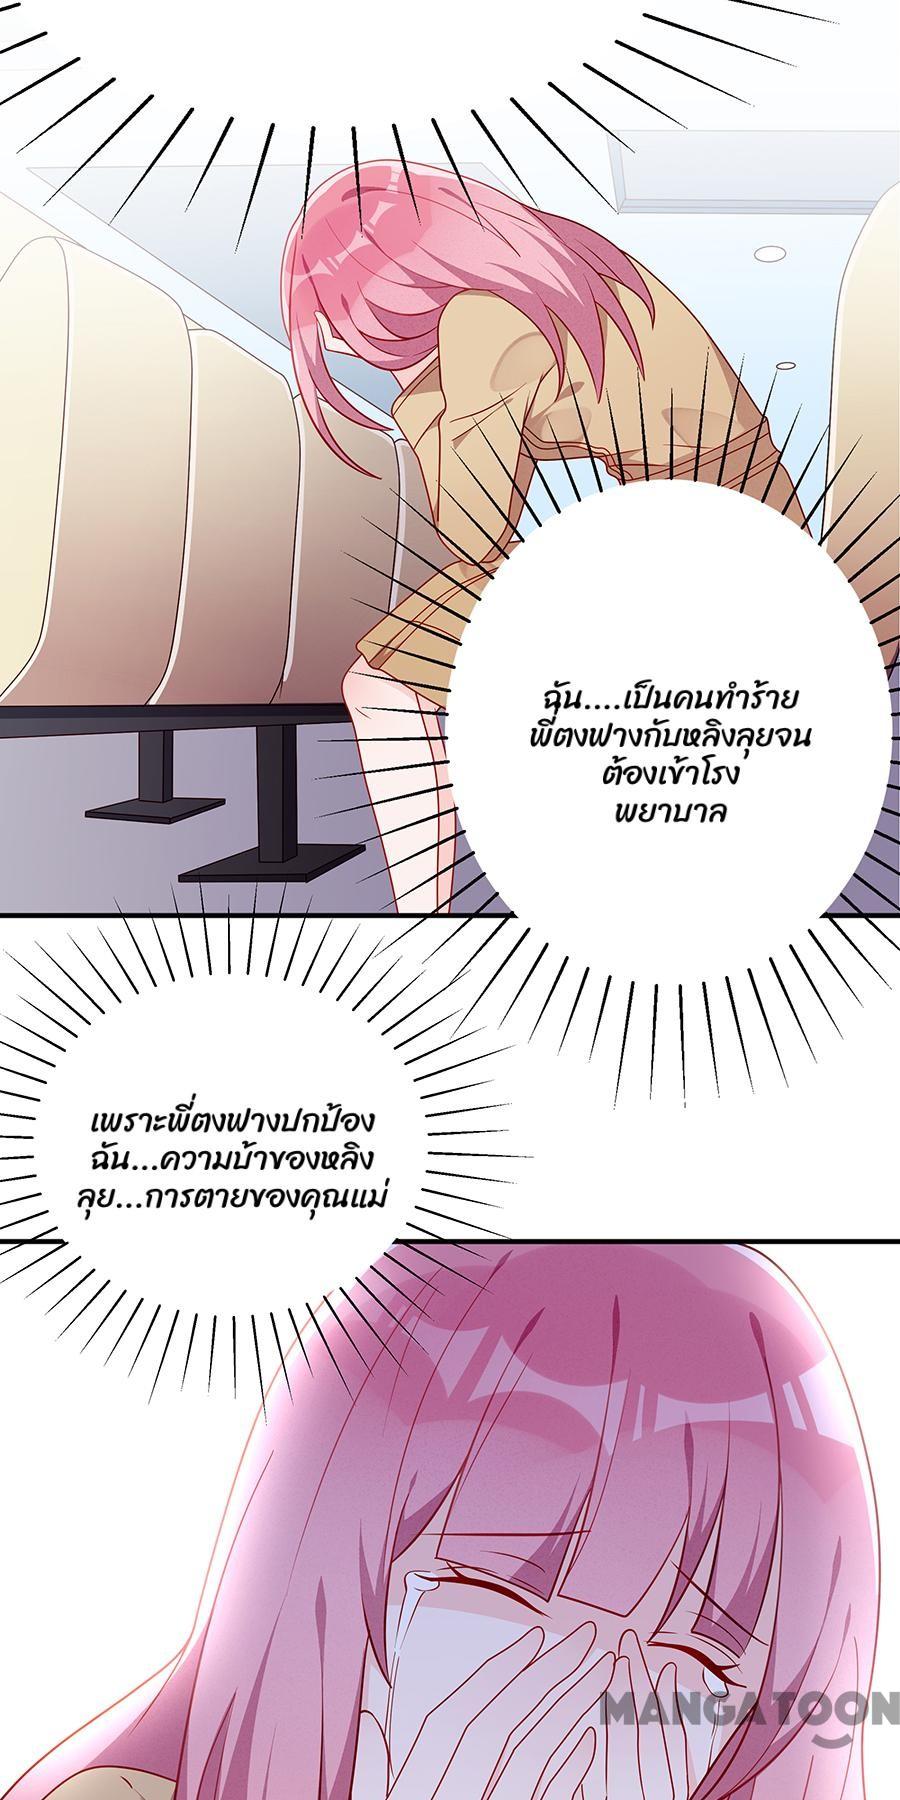 ฉัน....เป็นคนทำร้าย
พี่ตงฟางกับหลิงลุยจน
ต้องเข้าโรง
พยาบาล
เพราะพี่ตงฟางปกป้อง
ฉัน...ความบ้าของหลิง
ลุย...การตายของคุณแม่
MANGATOON